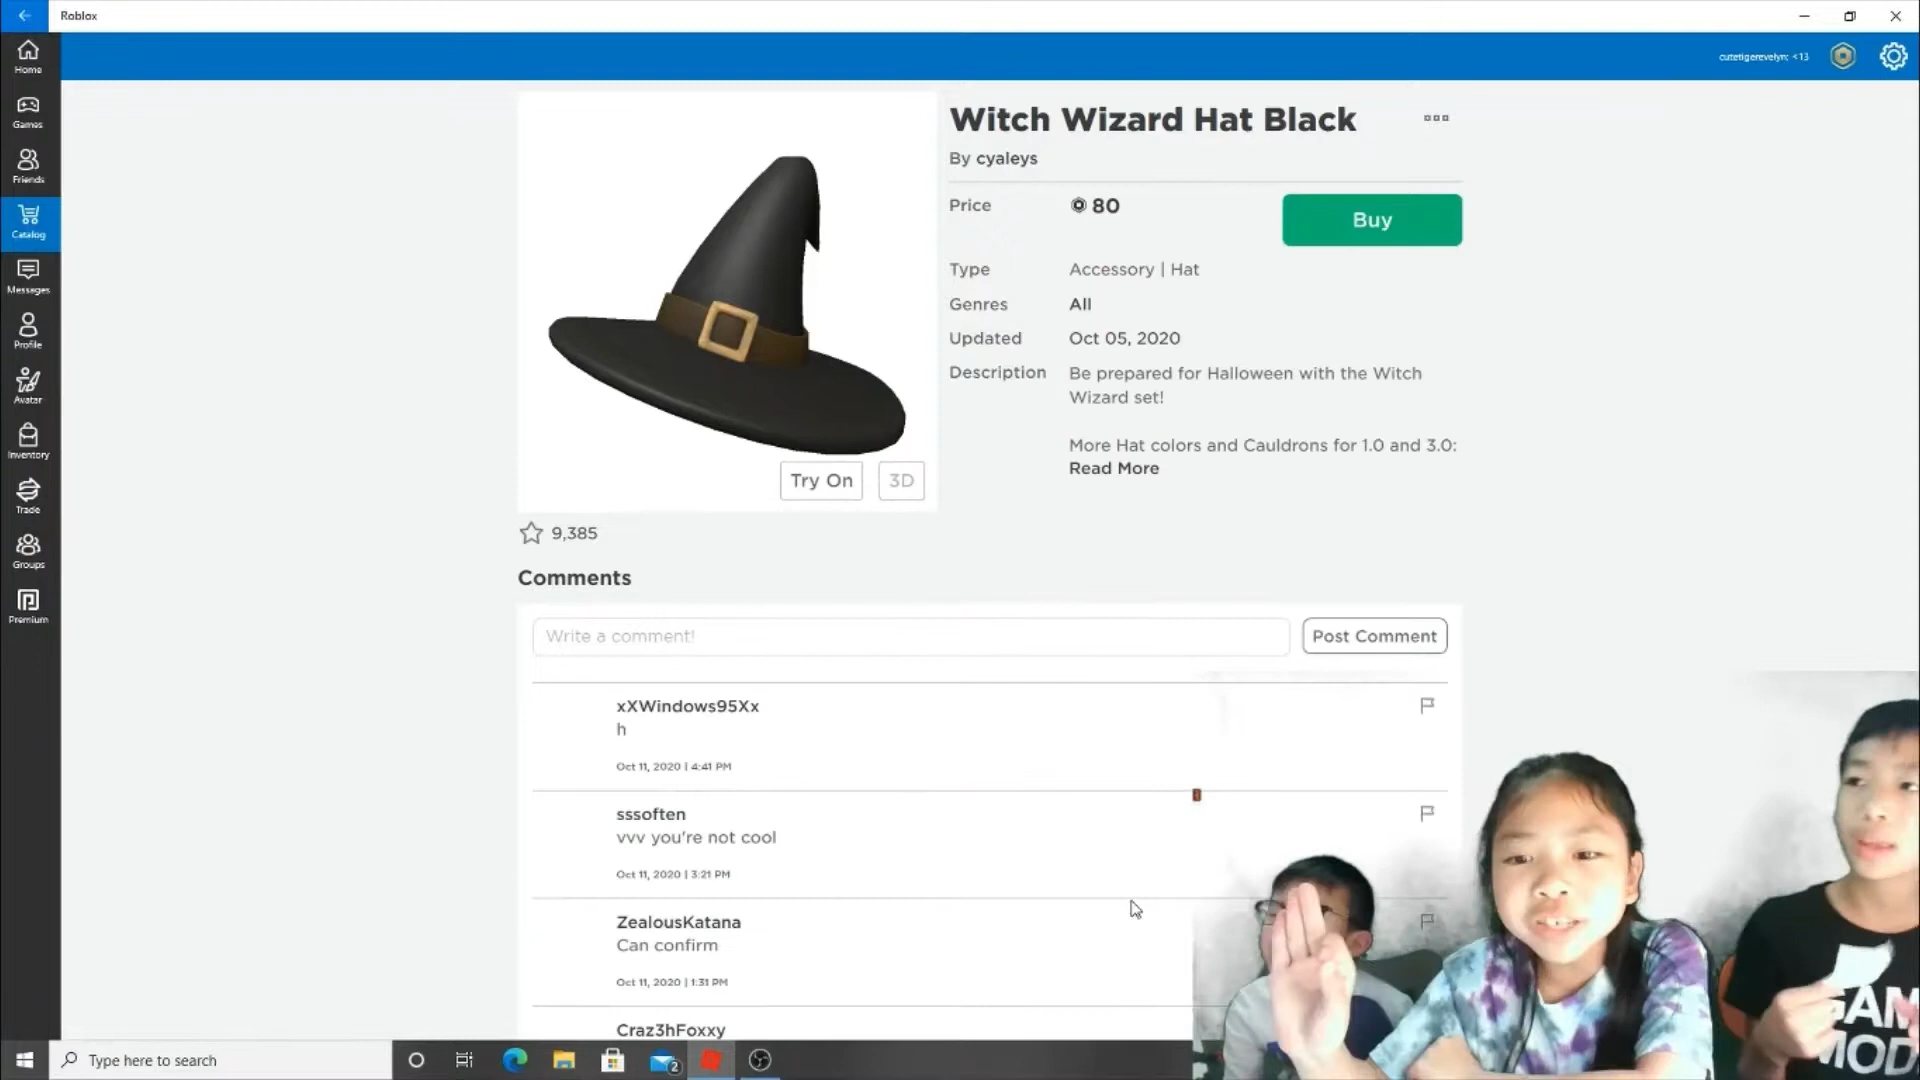 Roblox
cutetigerevelyn: <13
Home
Games
Friends
Catalog
Messages
Profile
Avatar
Inventory
Trade
Groups
Premium
Witch Wizard Hat Black
By cyaleys
Price 80
Buy
Type Accessory | Hat
Genres All
Updated Oct 05, 2020
Description Be prepared for Halloween with the Witch
Wizard set!
More Hat colors and Cauldrons for 1.0 and 3.0:
Read More
Try On 3D
9,385
Comments
Write a comment! Post Comment
xXWindows95Xx
h
Oct 11, 2020 | 4:41 PM
sssoften
vvv you're not cool
Oct 11, 2020 | 3:21 PM
ZealousKatana
Can confirm
Oct 11, 2020 | 1:31 PM
Craz3hFoxxy
Type here to search
2